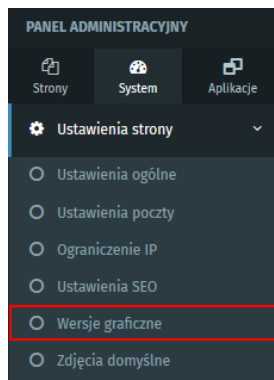 PANEL ADMINISTRACYJNY
Strony System Aplikacje
Ustawienia strony
Ustawienia ogólne
Ustawienia poczty
Ograniczenie IP
Ustawienia SEO
Wersje graficzne
Zdjęcia domyślne